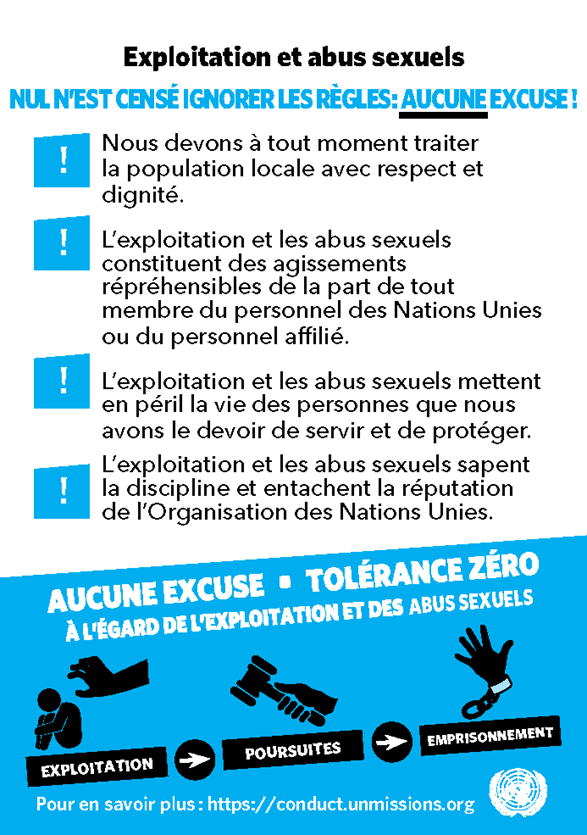 Exploitation et abus sexuels
NUL N'EST CENSÉ IGNORER LES RÈGLES: AUCUNE EXCUSE !
! Nous devons à tout moment traiter
la population locale avec respect et
dignité.
! L'exploitation et les abus sexuels
constituent des agissements
répréhensibles de la part de tout
membre du personnel des Nations Unies
ou du personnel affilié.
! L'exploitation et les abus sexuels mettent
en péril la vie des personnes que nous
avons le devoir de servir et de protéger.
! L'exploitation et les abus sexuels sapent
la discipline et entachent la réputation
de l'Organisation des Nations Unies.
AUCUNE EXCUSE ▪ TOLÉRANCE ZÉRO
À L'ÉGARD DE L'EXPLOITATION ET DES ABUS SEXUELS
EXPLOITATION POURSUITES EMPRISONNEMENT
Pour en savoir plus : https://conduct.unmissions.org